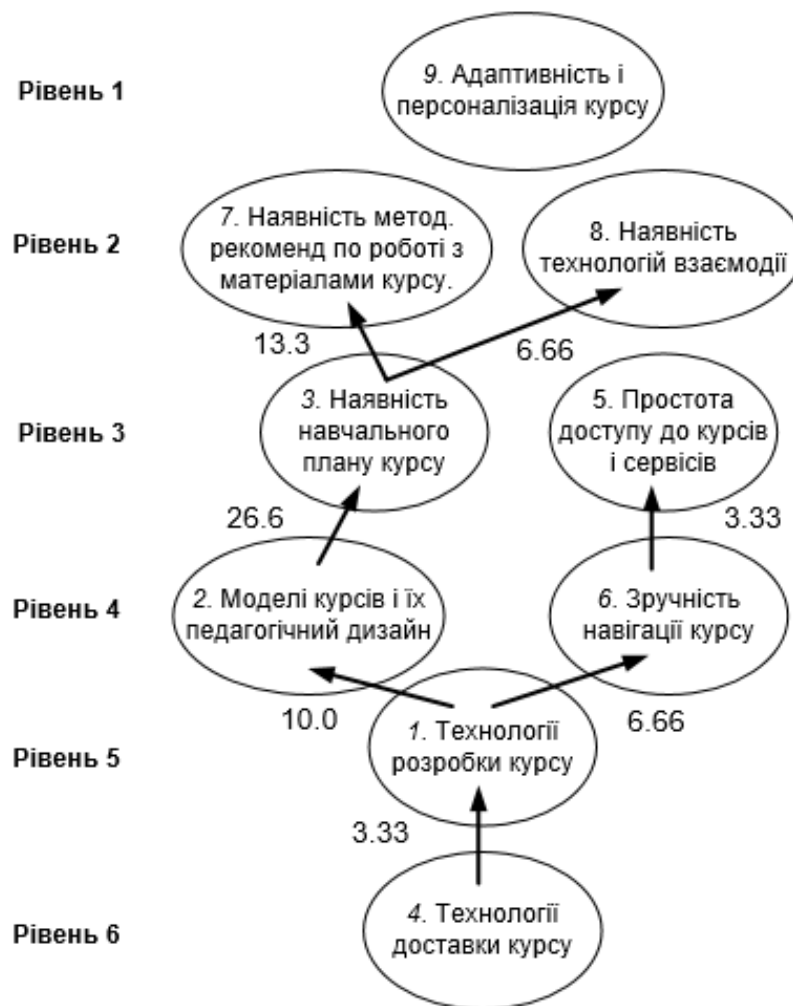 Рівень 1
9. Адаптивність і
персоналізація курсу
Рівень 2
7. Наявність метод.
рекоменд по роботі з
матеріалами курсу.
8. Наявність
технологій взаємодії
13.3
6.66
Рівень 3
3. Наявність
навчального
плану курсу
5. Простота
доступу до курсів
і сервісів
26.6
3.33
Рівень 4
2. Моделі курсів і їх
педагогічний дизайн
6. Зручність
навігації курсу
10.0
6.66
Рівень 5
1. Технології
розробки курсу
3.33
Рівень 6
4. Технології
доставки курсу